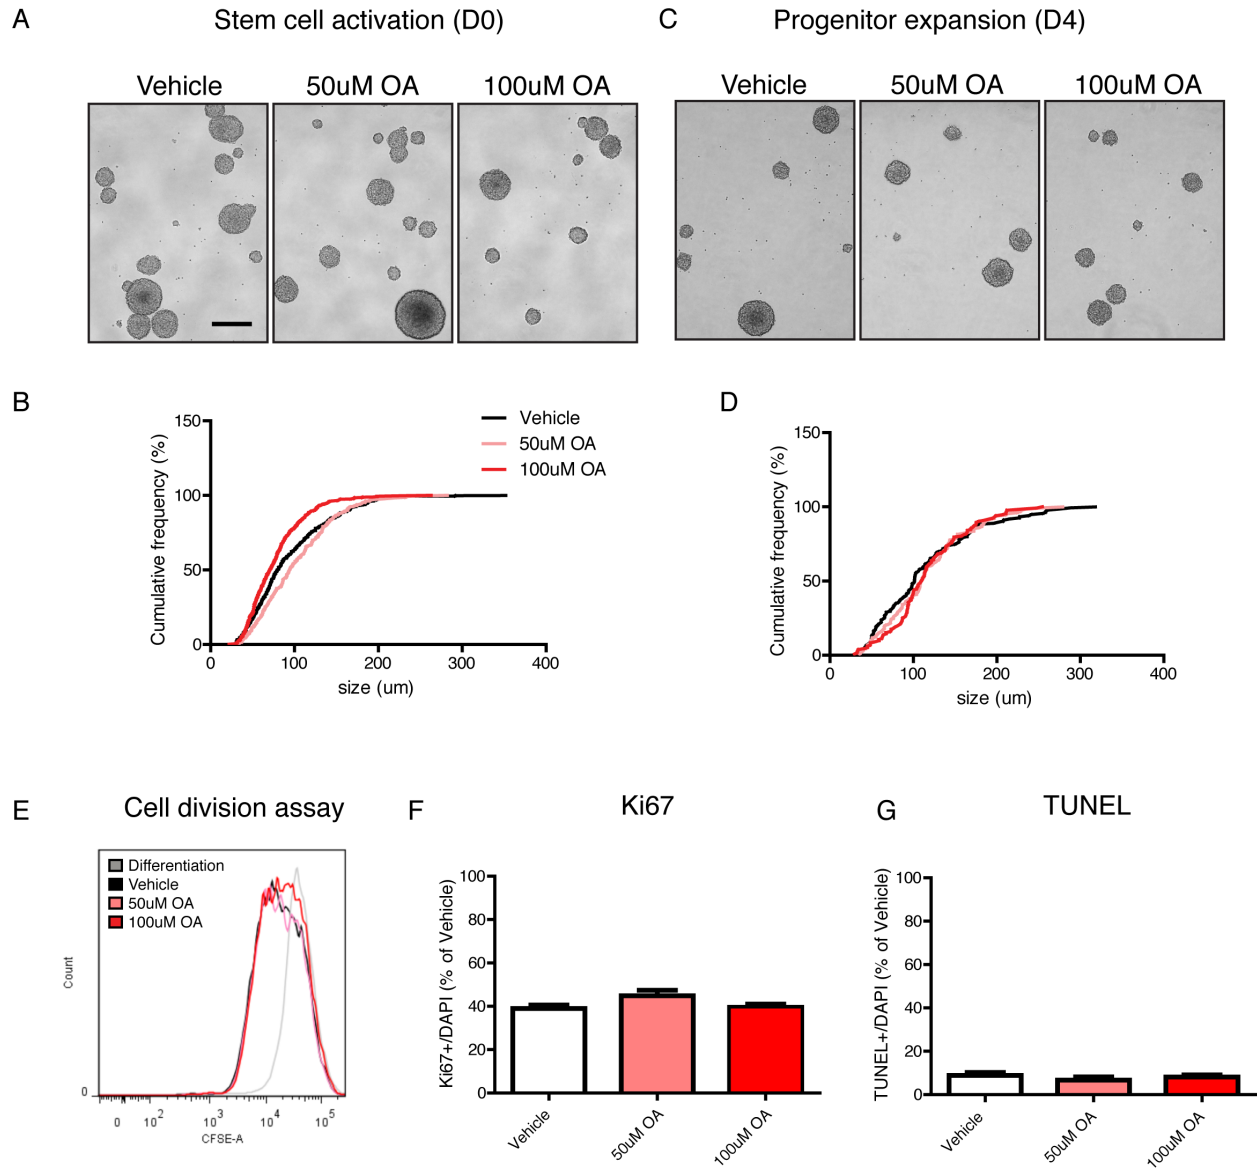 A
Stem cell activation (D0)
C
Progenitor expansion (D4)
Vehicle
50uM OA
100uM OA
Vehicle
50uM OA
100uM OA
B
Cumulative frequency (%)
150
100
50
0
0
100
200
300
400
size (um)
Vehicle
50uM OA
100uM OA
D
Cumulative frequency (%)
150
100
50
0
0
100
200
300
400
size (um)
E
Cell division assay
Differentiation
Vehicle
50uM OA
100uM OA
Count
0
0
10^2
10^3
10^4
10^5
CFSE-A
F
Ki67
Ki67+/DAPI (% of Vehicle)
100
80
60
40
20
0
Vehicle
50uM OA
100uM OA
G
TUNEL
TUNEL+/DAPI (% of Vehicle)
100
80
60
40
20
0
Vehicle
50uM OA
100uM OA